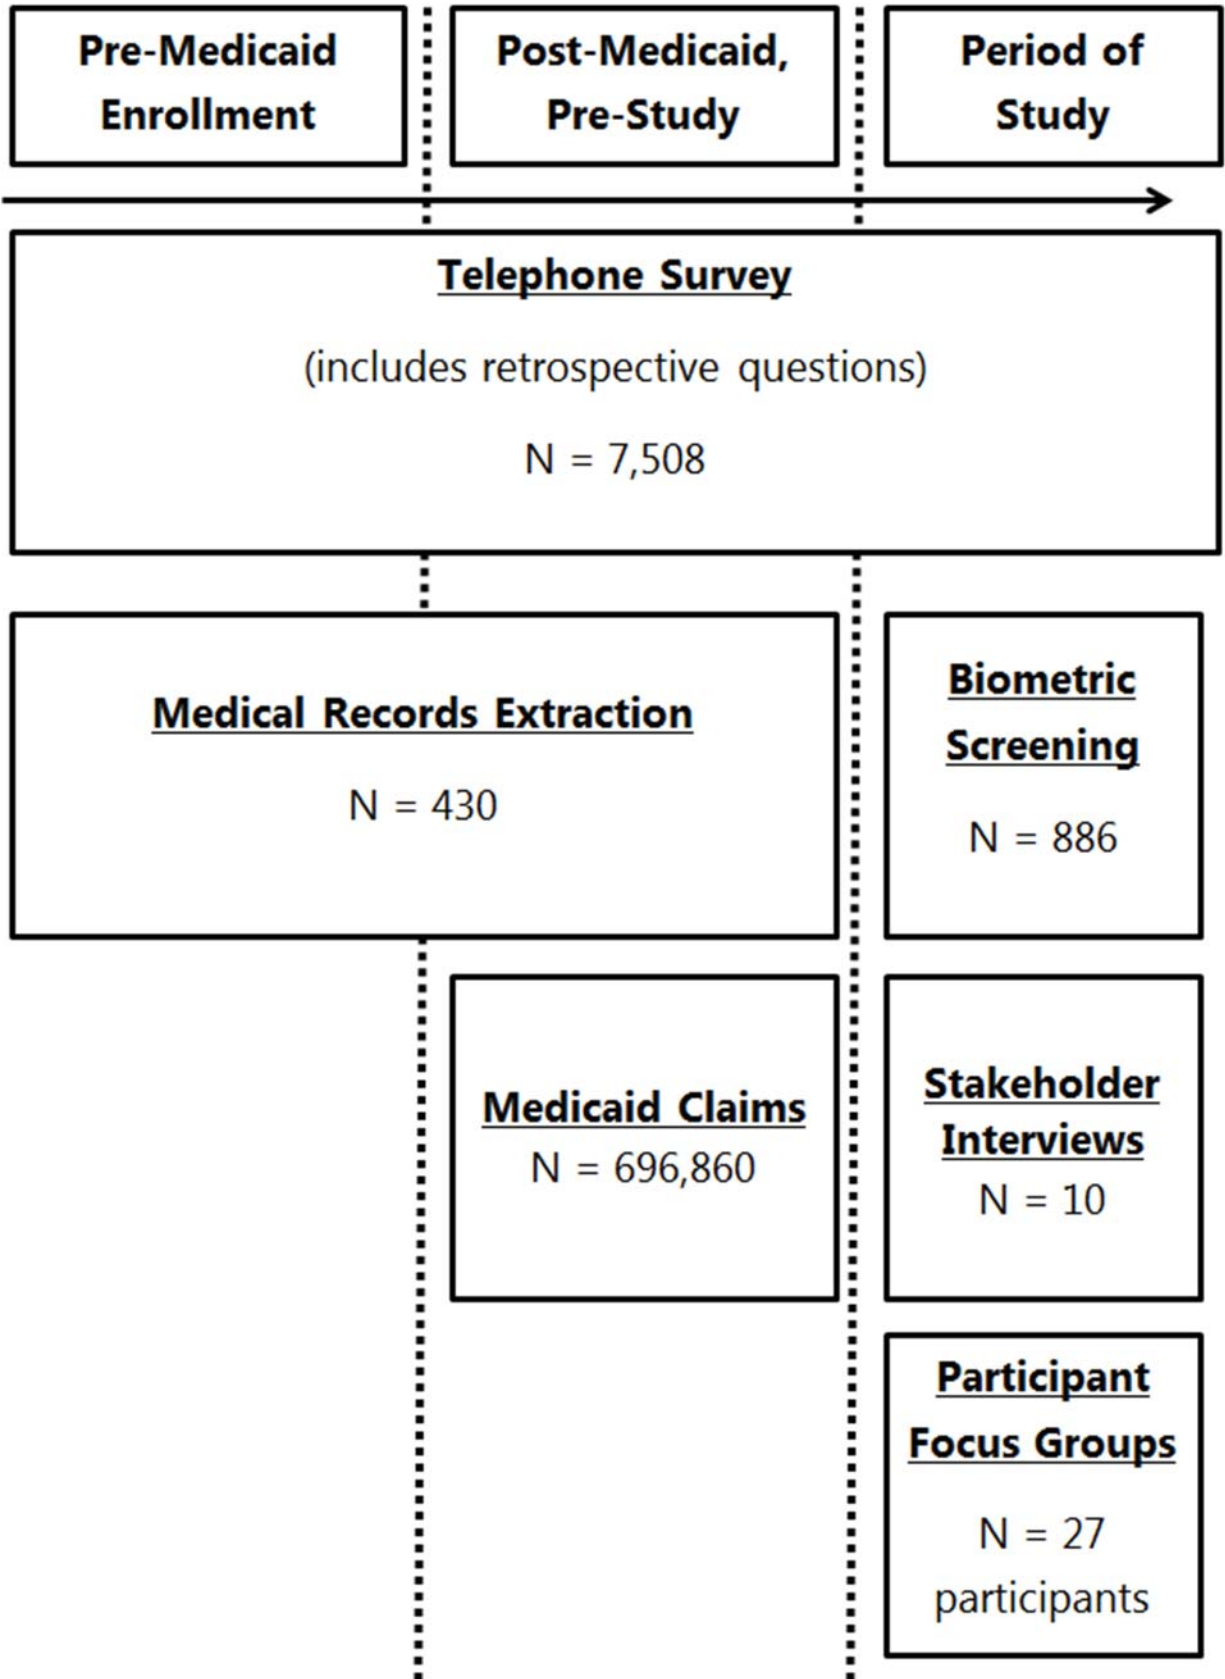 Pre-Medicaid
Enrollment
Post-Medicaid,
Pre-Study
Period of
Study
Telephone Survey
(includes retrospective questions)
N = 7,508
Medical Records Extraction
N = 430
Biometric
Screening
N = 886
Medicaid Claims
N = 696,860
Stakeholder
Interviews
N = 10
Participant
Focus Groups
N = 27
participants